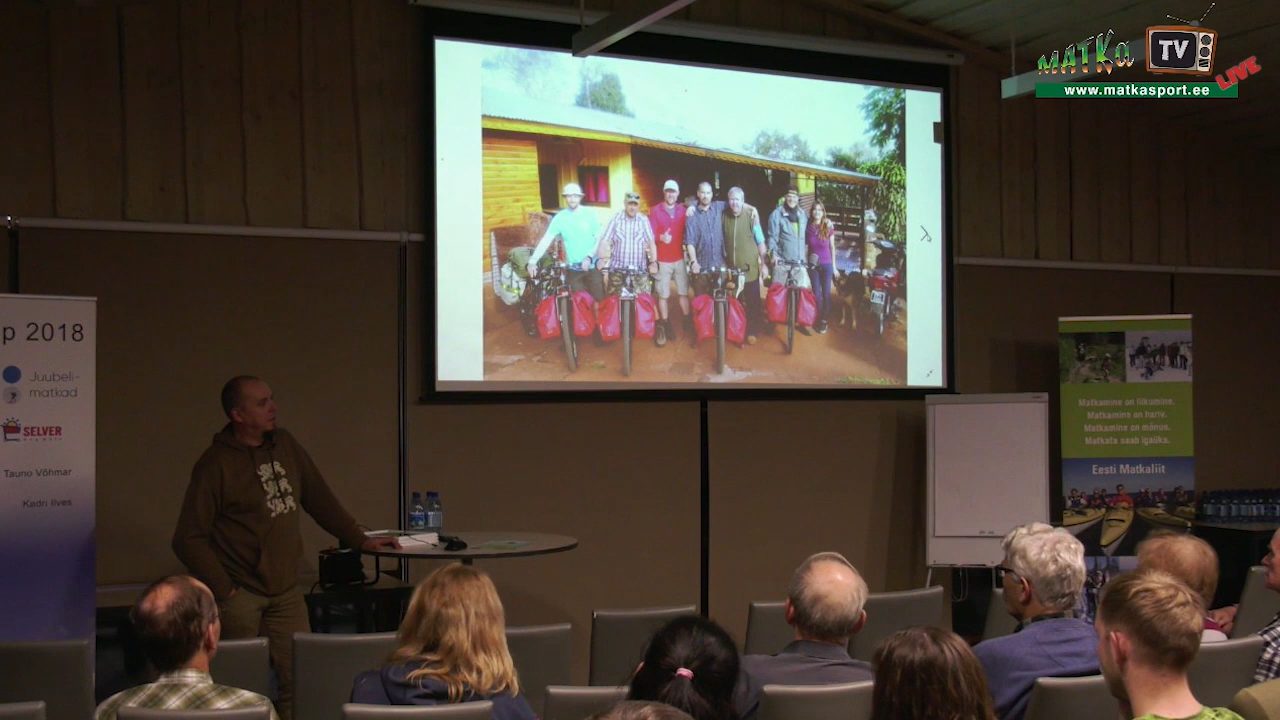 MATKa
TV
LIVE
www.matkasport.ee
p 2018
Juubeli-
matkad
SELVER
Tauno Võhmar
Kadri Ilves
Matkamine on liikumine.
Matkamine on tervis.
Matkamine on mõnus.
Matkata saab igaüks.
Eesti Matkaliit